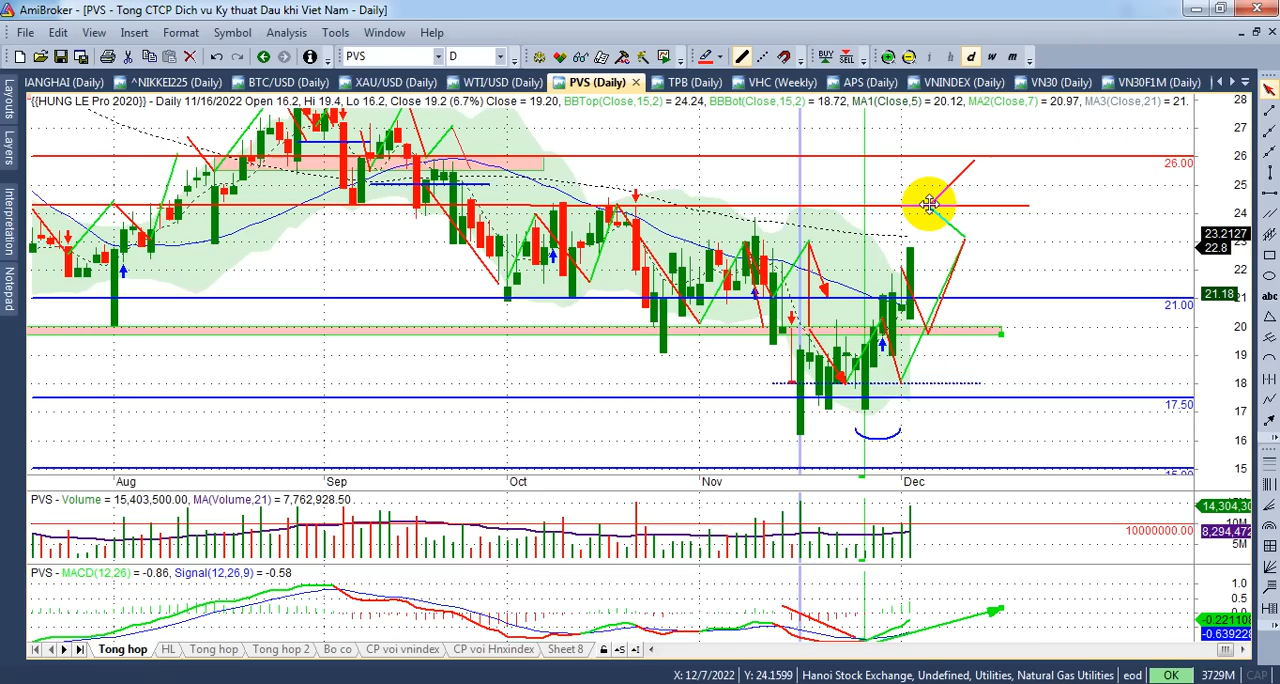 AmiBroker - [PVS - Tong CTCP Dich vu Ky thuat Dau khi Viet Nam - Daily]
File Edit View Insert Format Symbol Analysis Tools Window Help
PVS D BUY SELL i h d w m
IANGHAI (Daily) ^NIKKEI225 (Daily) BTC/USD (Daily) XAU/USD (Daily) WTI/USD (Daily) PVS (Daily) TPB (Daily) VHC (Weekly) APS (Daily) VNINDEX (Daily) VN30 (Daily) VN30F1M (Daily)
Layouts
Layers
Interpretation
Notepad
{{HUNG LE Pro 2020}} - Daily 11/16/2022 Open 16.2, Hi 19.4, Lo 16.2, Close 19.2 (6.7%) Close = 19.20, BBTop(Close,15,2) = 24.24, BBBot(Close,15,2) = 18.72, MA1(Close,5) = 20.12, MA2(Close,7) = 20.97, MA3(Close,21) = 21.
28
27
26
26.00
25
24
23.2127
23
22.8
22
21.18
21
21.00
20
19
18
17.50
17
16
15
abc
Aug Sep Oct Nov Dec
PVS - Volume = 15,403,500.00, MA(Volume,21) = 7,762,928.50
14,304,30
10M
10000000.00
8,294,472
5M
PVS - MACD(12,26) = -0.86, Signal(12,26,9) = -0.58
1.0
0.5
0.0
-0.221108
-0.639228
Tong hop HL Tong hop Tong hop 2 Bo co CP voi vnindex CP voi Hnxindex Sheet 8
X: 12/7/2022 Y: 24.1599 Hanoi Stock Exchange, Undefined, Utilities, Natural Gas Utilities eod OK 3729M CAP